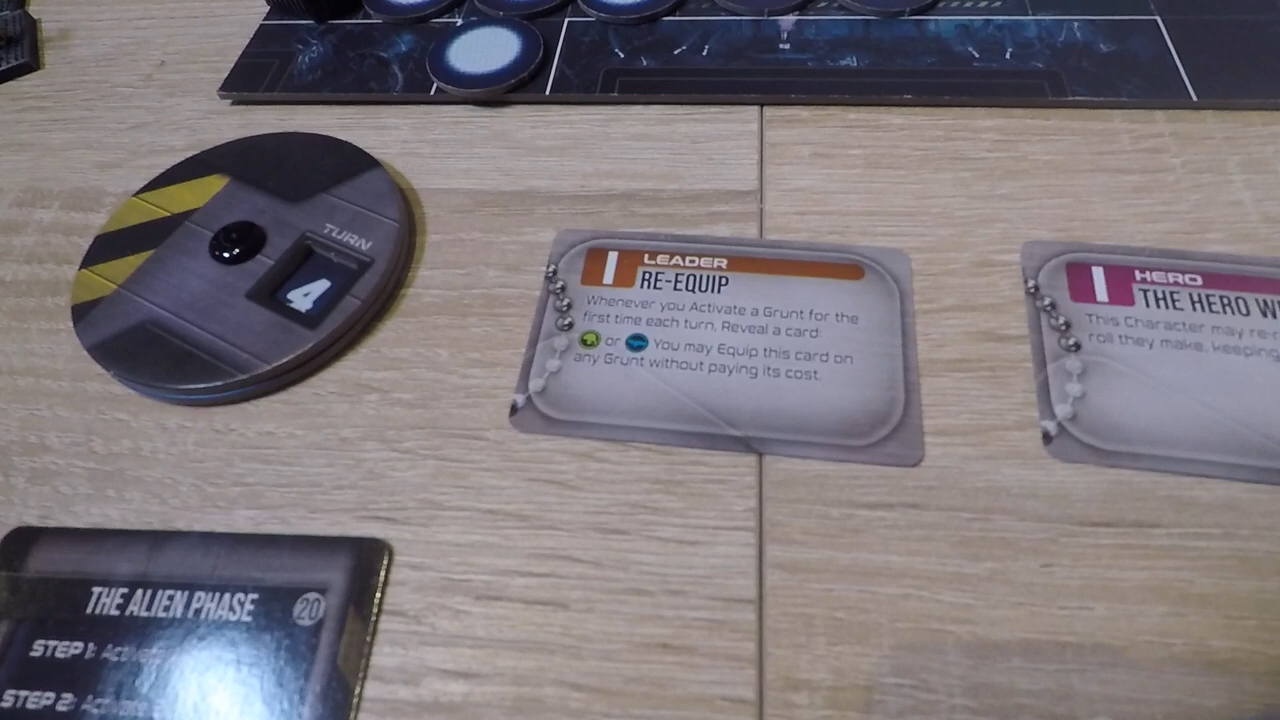 TURN
4
I LEADER
RE-EQUIP
Whenever you Activate a Grunt for the
first time each turn, Reveal a card:
or You may Equip this card on
any Grunt without paying its cost.
I HERO
THE HERO W
This Character may re-r
roll they make, keeping
THE ALIEN PHASE 20
STEP 1: Activate
STEP 2: Activate